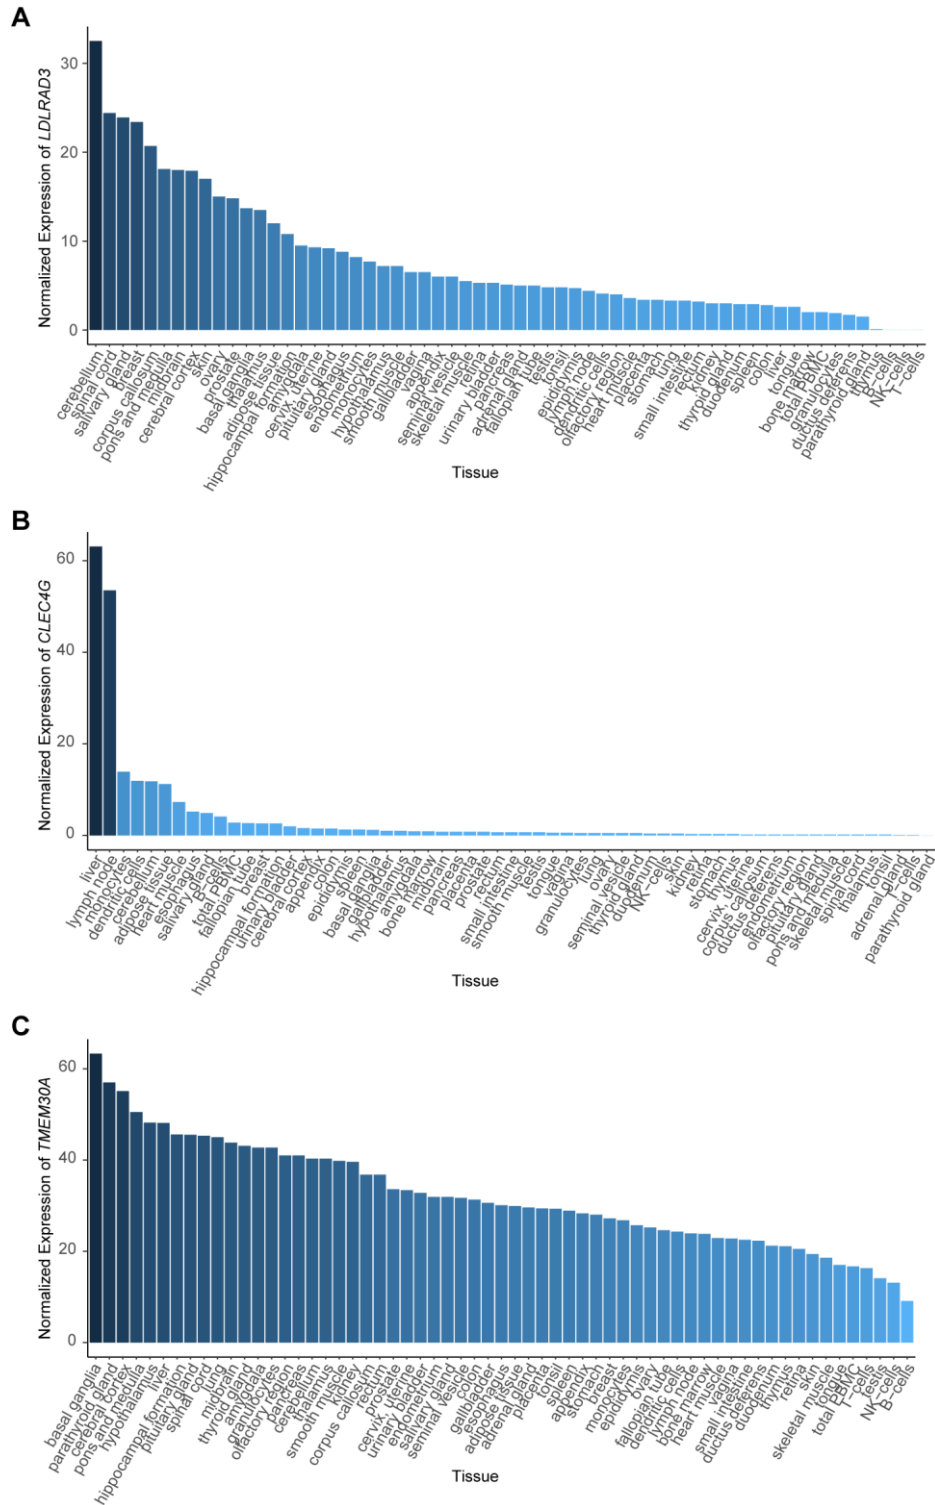 A
Normalized Expression of LDLRAD3
30
20
10
0
cerebellum
spinal cord
salivary gland
breast
corpus callosum
pons and medulla
midbrain
cerebral cortex
skin
ovary
prostate
basal ganglia
thalamus
adipose tissue
hippocampal formation
amygdala
cervix, uterine
pituitary gland
esophagus
endometrium
monocytes
hypothalamus
smooth muscle
gallbladder
vagina
appendix
seminal vesicle
skeletal muscle
retina
urinary bladder
pancreas
adrenal gland
fallopian tube
testis
tonsil
epididymis
lymph node
dendritic cells
olfactory region
heart muscle
placenta
stomach
lung
small intestine
rectum
kidney
thyroid gland
duodenum
spleen
colon
liver
tongue
bone marrow
total PBMC
granulocytes
ductus deferens
parathyroid gland
thymus
B-cells
NK-cells
T-cells
Tissue
B
Normalized Expression of CLEC4G
60
40
20
0
liver
lymph node
monocytes
dendritic cells
cerebellum
adipose tissue
heart muscle
esophagus
salivary gland
B-cells
total PBMC
fallopian tube
breast
hippocampal formation
urinary bladder
cerebral cortex
appendix
colon
epididymis
spleen
basal ganglia
gallbladder
hypothalamus
amygdala
bone marrow
midbrain
pancreas
placenta
prostate
rectum
small intestine
smooth muscle
testis
tongue
vagina
granulocytes
lung
ovary
seminal vesicle
thyroid gland
duodenum
NK-cells
skin
kidney
retina
stomach
thymus
cervix, uterine
corpus callosum
ductus deferens
endometrium
olfactory region
pituitary gland
pons and medulla
skeletal muscle
spinal cord
thalamus
tonsil
adrenal gland
T-cells
parathyroid gland
Tissue
C
Normalized Expression of TMEM30A
60
40
20
0
basal ganglia
parathyroid gland
cerebral cortex
pons and medulla
hypothalamus
liver
hippocampal formation
pituitary gland
spinal cord
lung
midbrain
thyroid gland
amygdala
granulocytes
olfactory region
pancreas
cerebellum
thalamus
smooth muscle
kidney
corpus callosum
rectum
prostate
cervix, uterine
urinary bladder
endometrium
salivary gland
seminal vesicle
colon
gallbladder
esophagus
adipose tissue
adrenal gland
placenta
tonsil
spleen
appendix
stomach
breast
monocytes
epididymis
ovary
fallopian tube
dendritic cells
lymph node
bone marrow
heart muscle
vagina
small intestine
ductus deferens
duodenum
thymus
retina
skin
skeletal muscle
tongue
total PBMC
T-cells
testis
NK-cells
B-cells
Tissue